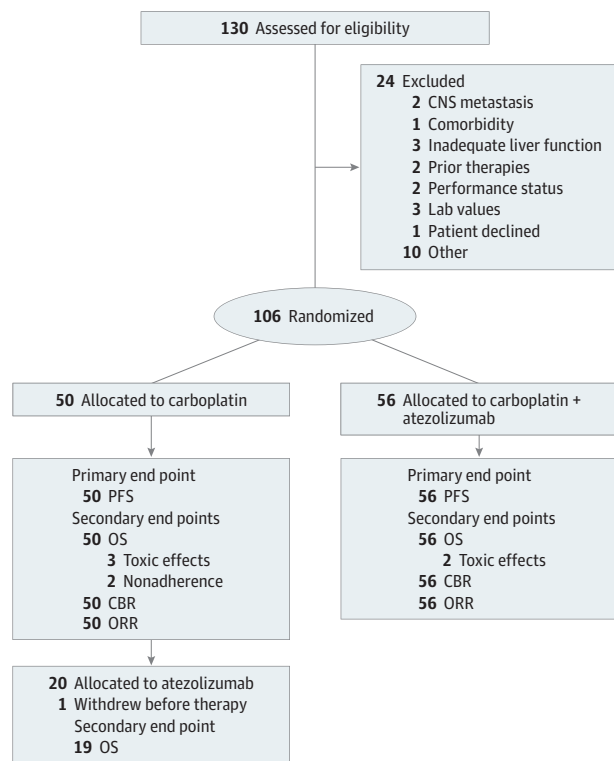 130 Assessed for eligibility
24 Excluded
2 CNS metastasis
1 Comorbidity
3 Inadequate liver function
2 Prior therapies
2 Performance status
3 Lab values
1 Patient declined
10 Other
106 Randomized
50 Allocated to carboplatin
56 Allocated to carboplatin +
atezolizumab
Primary end point
50 PFS
Secondary end points
50 OS
3 Toxic effects
2 Nonadherence
50 CBR
50 ORR
Primary end point
56 PFS
Secondary end points
56 OS
2 Toxic effects
56 CBR
56 ORR
20 Allocated to atezolizumab
1 Withdrew before therapy
Secondary end point
19 OS